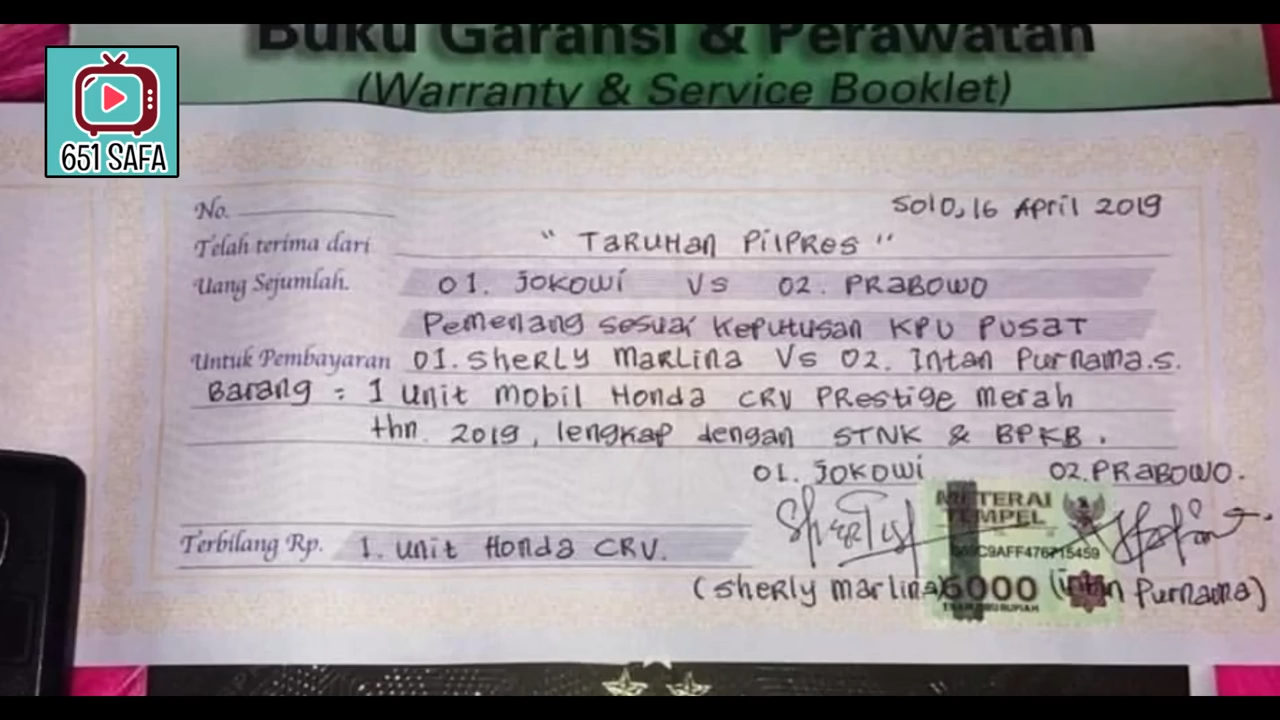 Buku Garansi & Perawatan
(Warranty & Service Booklet)
651 SAFA
No.
Solo, 16 April 2019
Telah terima dari "Taruhan Pilpres"
Uang Sejumlah. 01. Jokowi Vs 02. Prabowo
Pemenang sesuai Keputusan KPU Pusat
Untuk Pembayaran 01. Sherly Marlina Vs 02. Intan Purnama.s.
Barang = 1 Unit Mobil Honda CRV Prestige Merah
thn. 2019, lengkap dengan STNK & BPKB.
01. Jokowi 02. Prabowo.
METERAI
TEMPEL
Terbilang Rp. 1. Unit Honda CRV.
(Sherly Marlina) 6000 (Intan Purnama)